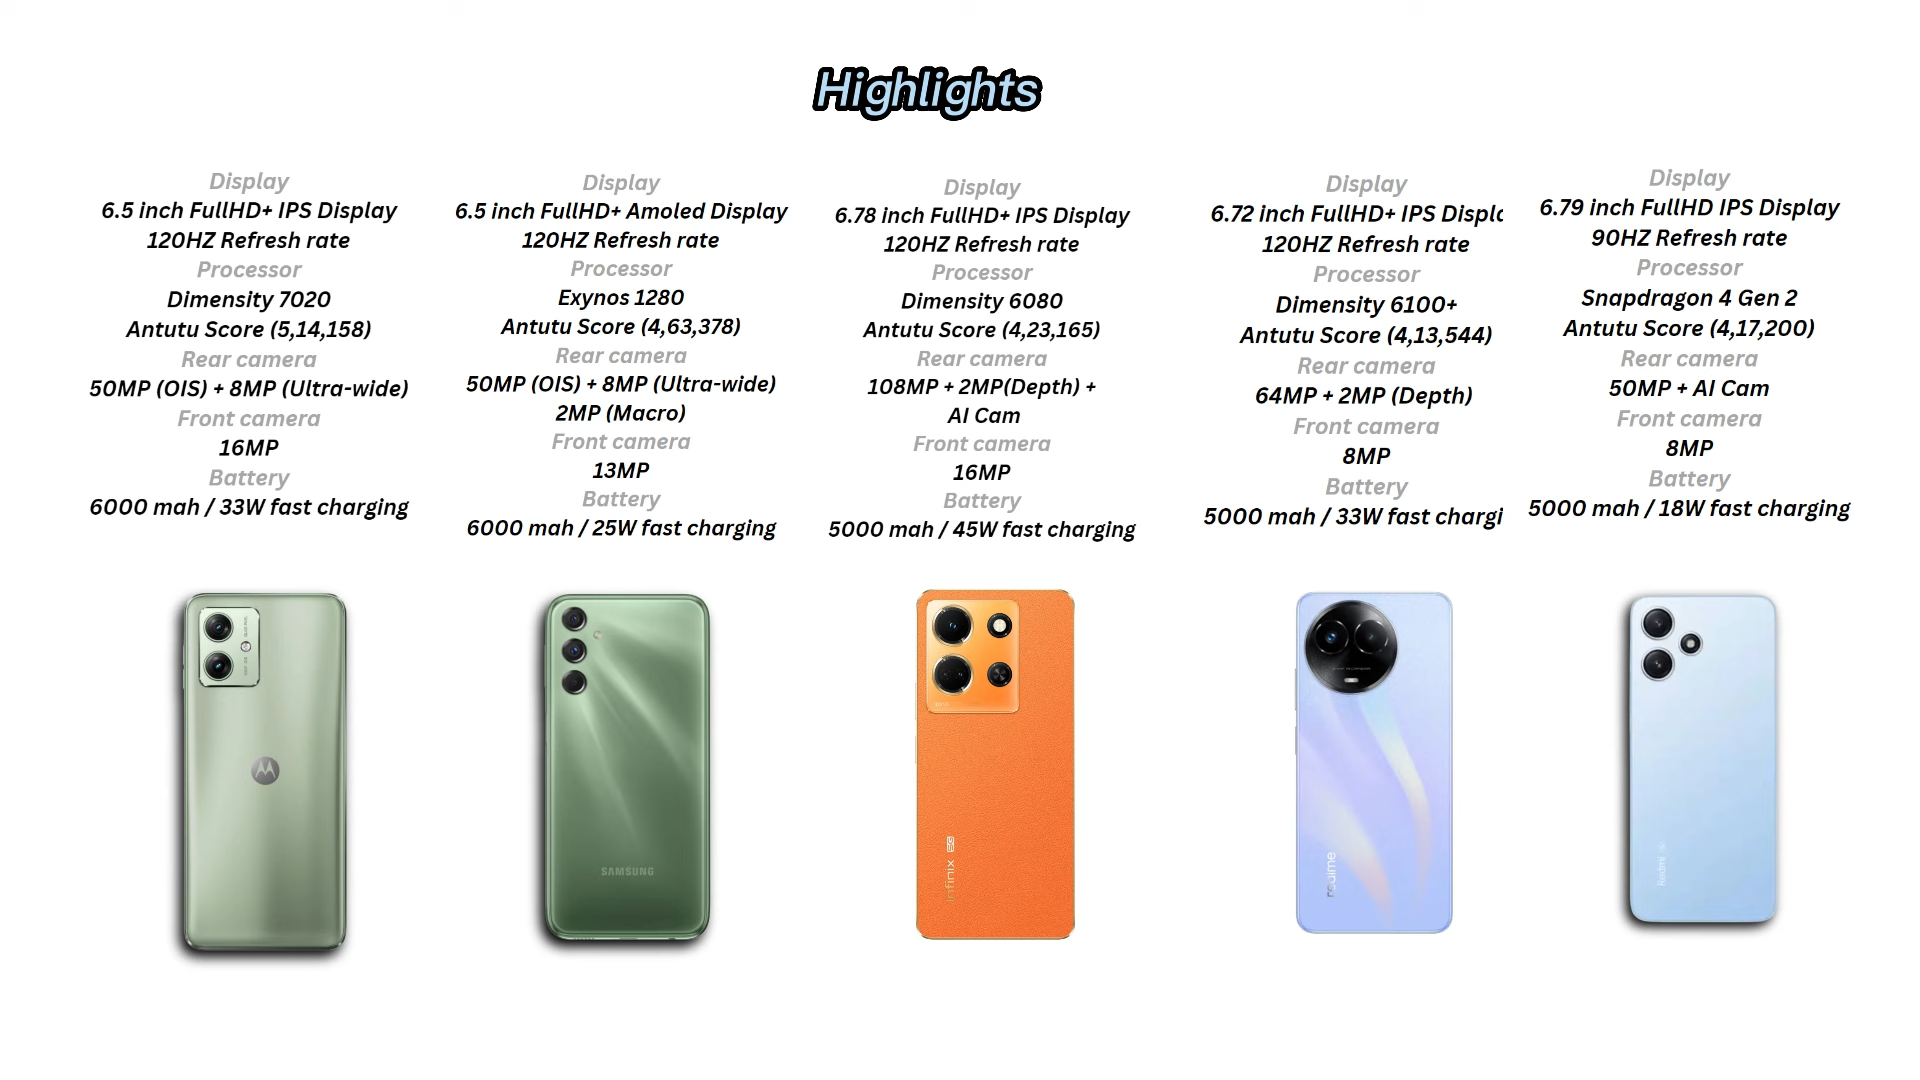 Highlights
Display
6.5 inch FullHD+ IPS Display
120HZ Refresh rate
Processor
Dimensity 7020
Antutu Score (5,14,158)
Rear camera
50MP (OIS) + 8MP (Ultra-wide)
Front camera
16MP
Battery
6000 mah / 33W fast charging
Display
6.5 inch FullHD+ Amoled Display
120HZ Refresh rate
Processor
Exynos 1280
Antutu Score (4,63,378)
Rear camera
50MP (OIS) + 8MP (Ultra-wide)
2MP (Macro)
Front camera
13MP
Battery
6000 mah / 25W fast charging
Display
6.78 inch FullHD+ IPS Display
120HZ Refresh rate
Processor
Dimensity 6080
Antutu Score (4,23,165)
Rear camera
108MP + 2MP(Depth) +
AI Cam
Front camera
16MP
Battery
5000 mah / 45W fast charging
Display
6.72 inch FullHD+ IPS Displ
120HZ Refresh rate
Processor
Dimensity 6100+
Antutu Score (4,13,544)
Rear camera
64MP + 2MP (Depth)
Front camera
8MP
Battery
5000 mah / 33W fast chargi
Display
6.79 inch FullHD IPS Display
90HZ Refresh rate
Processor
Snapdragon 4 Gen 2
Antutu Score (4,17,200)
Rear camera
50MP + AI Cam
Front camera
8MP
Battery
5000 mah / 18W fast charging
SAMSUNG
Infinix 5G
realme
Redmi